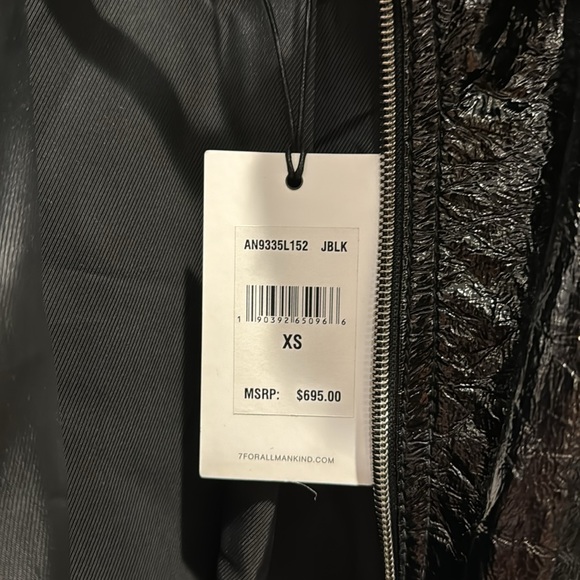 AN9335L152 JBLK
1 90392 65096 6
XS
MSRP: $695.00
7FORALLMANKIND.COM